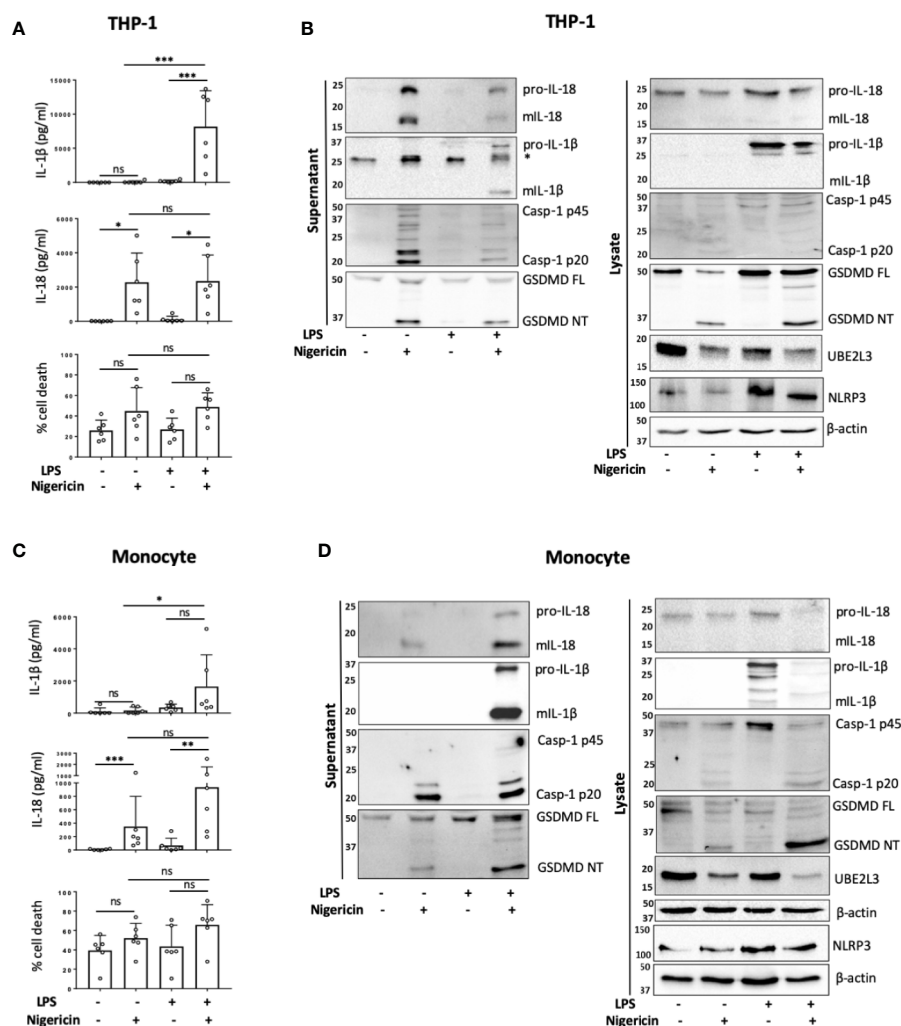 A
THP-1
***
***
15000
10000
5000
0
IL-1β (pg/ml)
ns
ns
*
*
6000
4000
2000
0
IL-18 (pg/ml)
ns
ns
ns
100
80
60
40
20
0
% cell death
LPS - - + +
Nigericin - + - +
B
THP-1
Supernatant
25
20
15
pro-IL-18
mIL-18
37
25
20
pro-IL-1β
*
mIL-1β
50
37
25
20
Casp-1 p45
Casp-1 p20
50
37
GSDMD FL
GSDMD NT
LPS - - + +
Nigericin - + - +
Lysate
25
20
15
pro-IL-18
mIL-18
37
25
20
pro-IL-1β
mIL-1β
50
37
25
20
Casp-1 p45
Casp-1 p20
50
37
GSDMD FL
GSDMD NT
20
15
UBE2L3
150
100
NLRP3
50
37
β-actin
LPS - - + +
Nigericin - + - +
C
Monocyte
*
ns
6000
4000
2000
0
IL-1β (pg/ml)
ns
ns
***
**
2000
1000
1000
800
600
400
200
0
IL-18 (pg/ml)
ns
ns
ns
100
80
60
40
20
0
% cell death
LPS - - + +
Nigericin - + - +
D
Monocyte
Supernatant
25
20
15
pro-IL-18
mIL-18
37
25
20
pro-IL-1β
mIL-1β
50
37
25
20
Casp-1 p45
Casp-1 p20
50
37
GSDMD FL
GSDMD NT
LPS - - + +
Nigericin - + - +
Lysate
25
20
15
pro-IL-18
mIL-18
37
25
20
pro-IL-1β
mIL-1β
50
37
25
20
Casp-1 p45
Casp-1 p20
50
37
GSDMD FL
GSDMD NT
20
15
UBE2L3
50
37
β-actin
150
100
NLRP3
50
37
β-actin
LPS - - + +
Nigericin - + - +